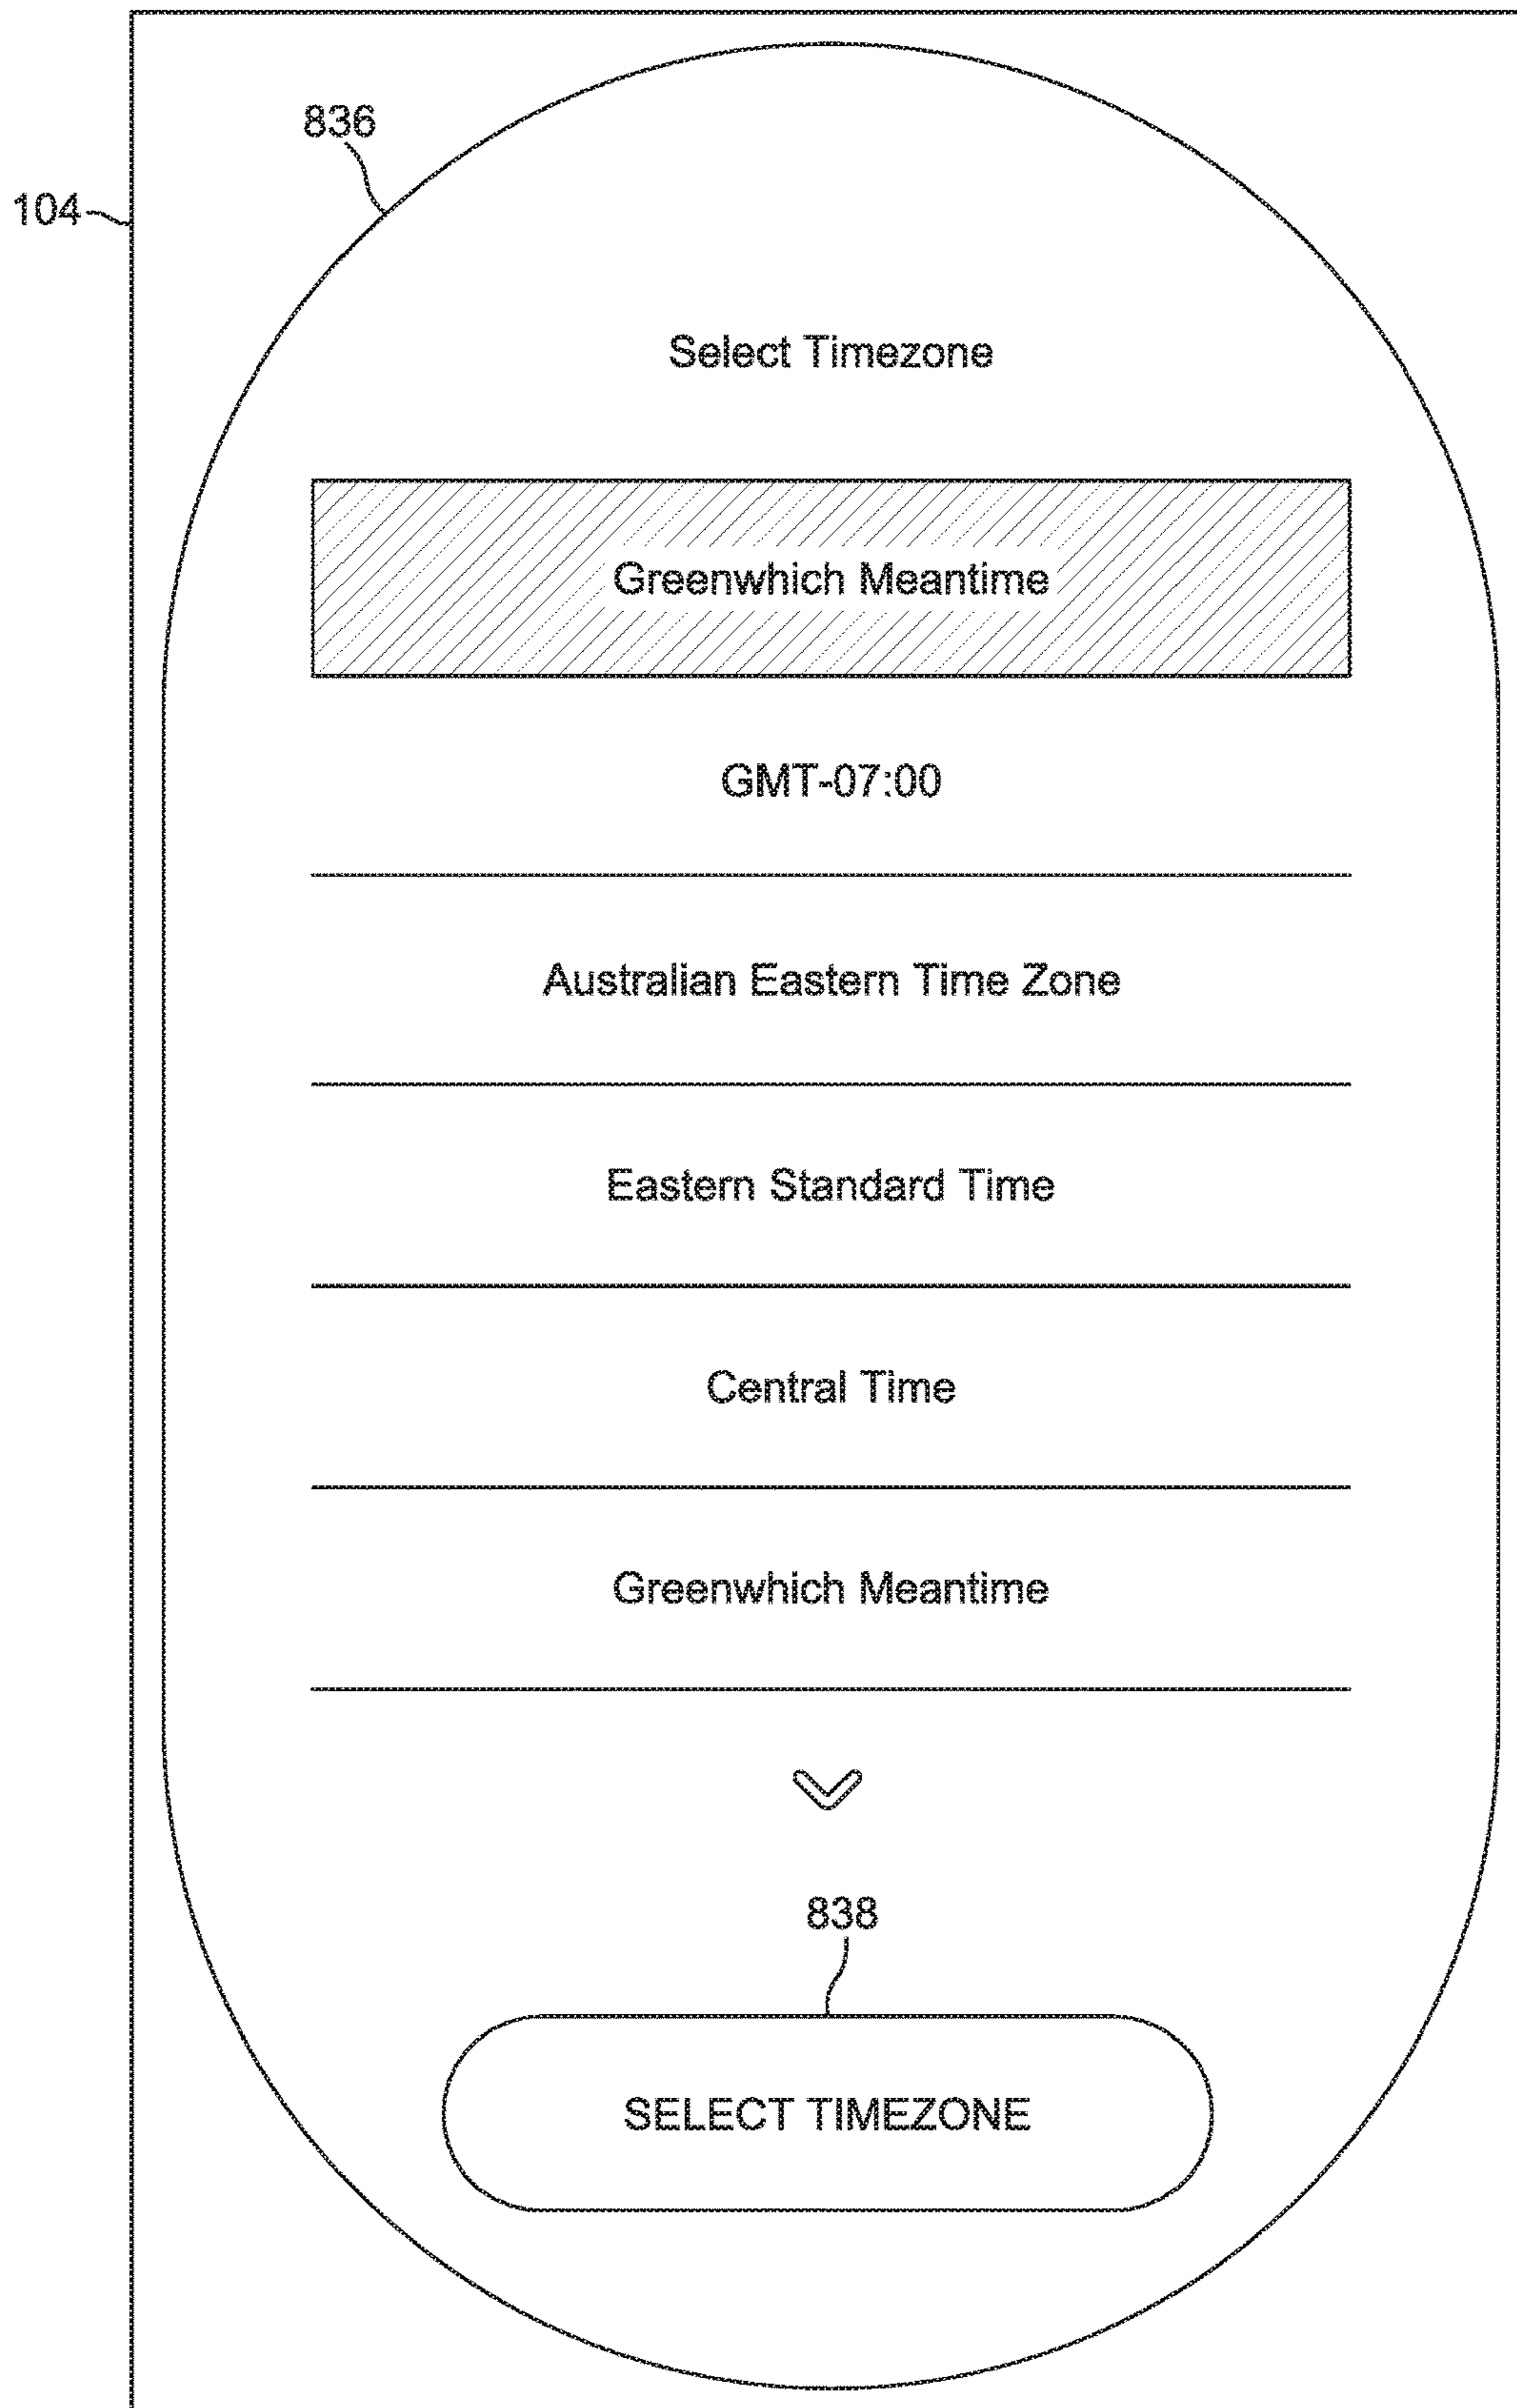 836
104
Select Timezone
Greenwhich Meantime
GMT-07:00
Australian Eastern Time Zone
Eastern Standard Time
Central Time
Greenwhich Meantime
838
SELECT TIMEZONE